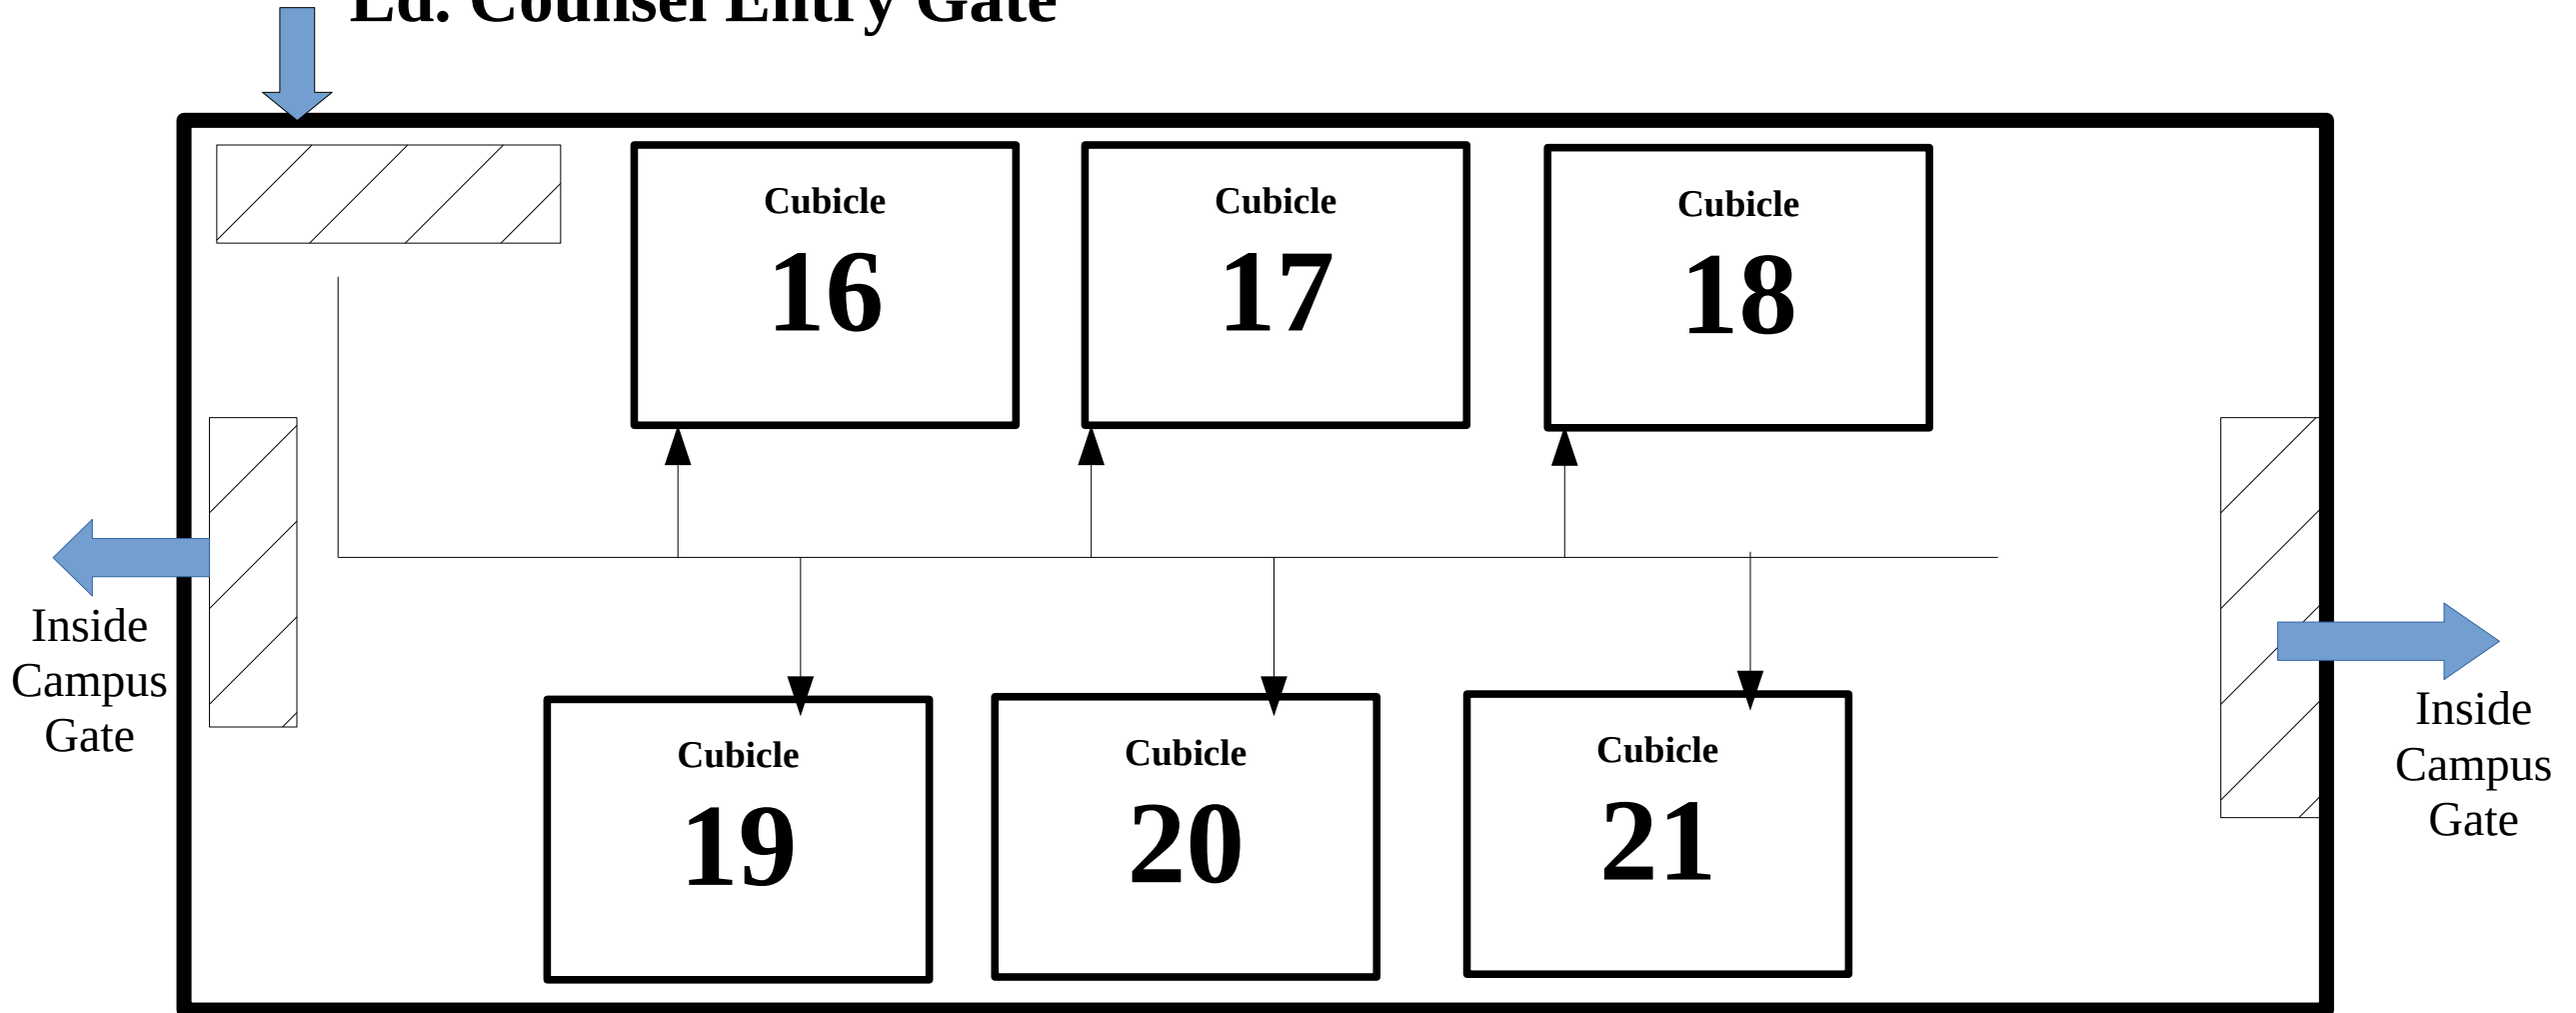 Ld. Counsel Entry Gate
Cubicle
16
Cubicle
17
Cubicle
18
Inside
Campus
Gate
Inside
Campus
Gate
Cubicle
19
Cubicle
20
Cubicle
21